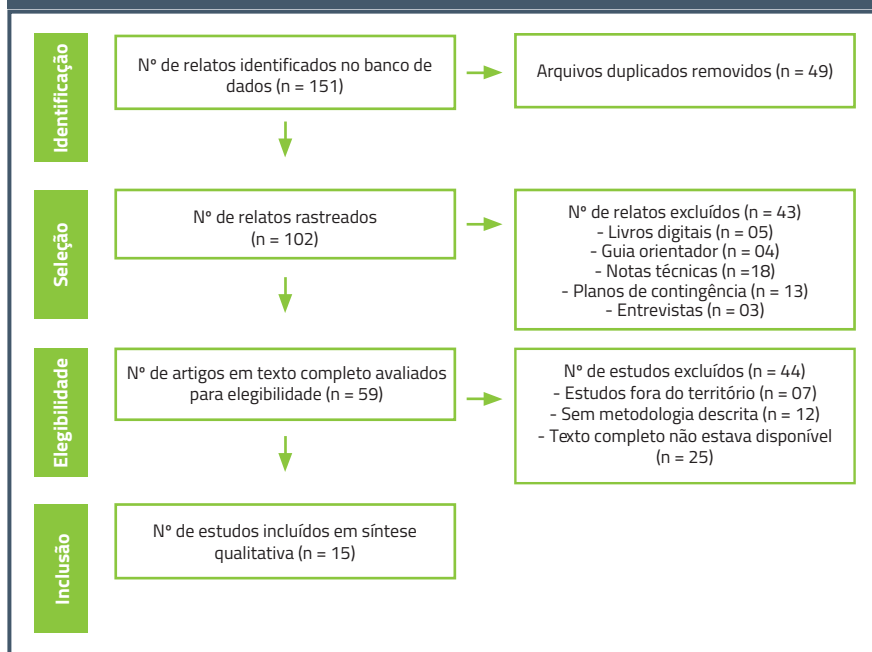 Identificação
Nº de relatos identificados no banco de
dados (n = 151)
Arquivos duplicados removidos (n = 49)
Seleção
Nº de relatos rastreados
(n = 102)
Nº de relatos excluídos (n = 43)
- Livros digitais (n = 05)
- Guia orientador (n = 04)
- Notas técnicas (n =18)
- Planos de contingência (n = 13)
- Entrevistas (n = 03)
Elegibilidade
Nº de artigos em texto completo avaliados
para elegibilidade (n = 59)
Nº de estudos excluídos (n = 44)
- Estudos fora do território (n = 07)
- Sem metodologia descrita (n = 12)
- Texto completo não estava disponível
(n = 25)
Inclusão
Nº de estudos incluídos em síntese
qualitativa (n = 15)